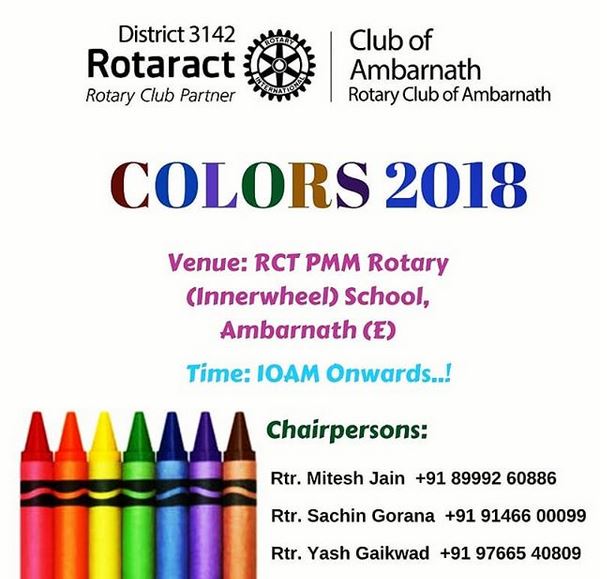 District 3142
Rotaract
Rotary Club Partner
ROTARY
INTERNATIONAL
Club of
Ambarnath
Rotary Club of Ambarnath
COLORS 2018
Venue: RCT PMM Rotary
(Innerwheel) School,
Ambarnath (E)
Time: 10AM Onwards..!
Chairpersons:
Rtr. Mitesh Jain +91 89992 60886
Rtr. Sachin Gorana +91 91466 00099
Rtr. Yash Gaikwad +91 97665 40809